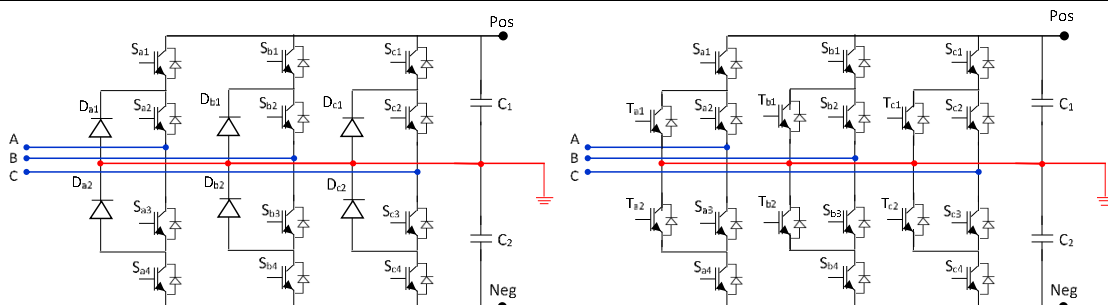 Pos Pos
Sa1 Sb1 Sc1 Sa1 Sb1 Sc1
Da1 Sa2 Db1 Sb2 Dc1 Sc2 C1 Ta1 Sa2 Tb1 Sb2 Tc1 Sc2 C1
A A
B B
C C
Da2 Sa3 Db2 Sb3 Dc2 Sc3 C2 Ta2 Sa3 Tb2 Sb3 Tc2 Sc3 C2
Sa4 Sb4 Sc4 Sa4 Sb4 Sc4
Neg Neg